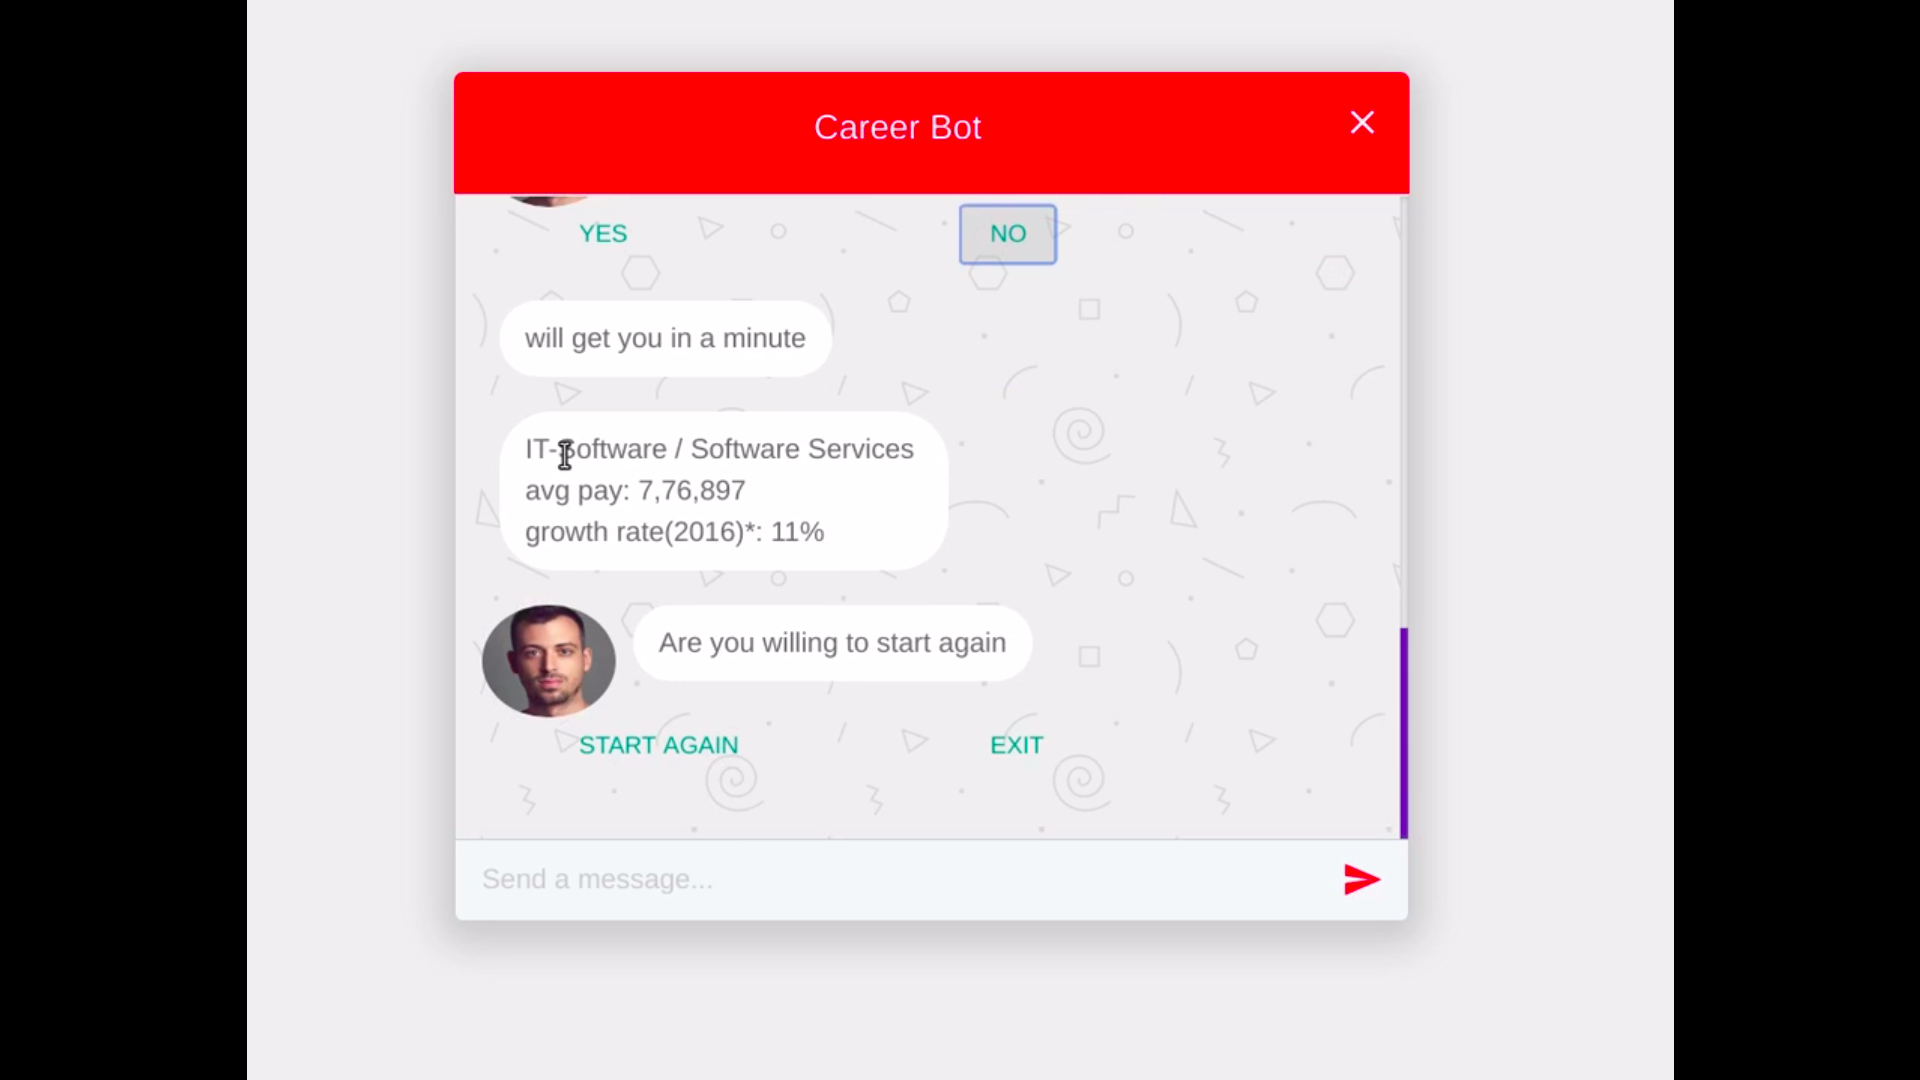 Career Bot
YES
NO
will get you in a minute
IT-Software / Software Services
avg pay: 7,76,897
growth rate(2016)*: 11%
Are you willing to start again
START AGAIN
EXIT
Send a message...